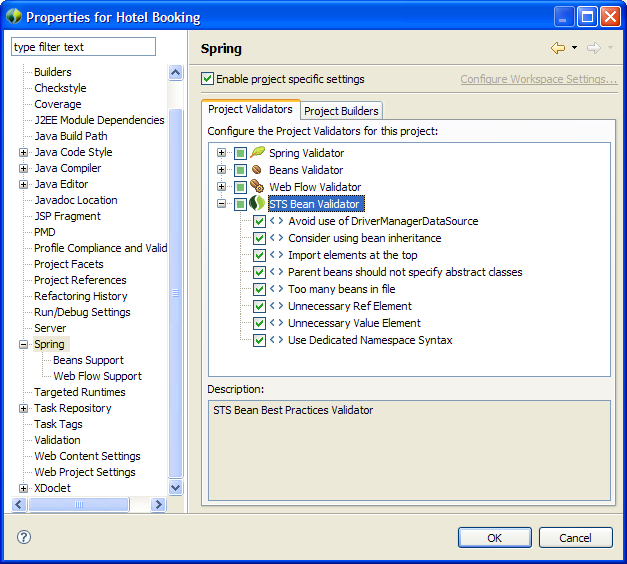 Properties for Hotel Booking
type filter text
Builders
Checkstyle
Coverage
J2EE Module Dependencies
Java Build Path
Java Code Style
Java Compiler
Java Editor
Javadoc Location
JSP Fragment
PMD
Profile Compliance and Valid
Project Facets
Project References
Refactoring History
Run/Debug Settings
Server
Spring
Beans Support
Web Flow Support
Targeted Runtimes
Task Repository
Task Tags
Validation
Web Content Settings
Web Project Settings
XDoclet
Spring
Enable project specific settings
Configure Workspace Settings...
Project Validators
Project Builders
Configure the Project Validators for this project:
Spring Validator
Beans Validator
Web Flow Validator
STS Bean Validator
Avoid use of DriverManagerDataSource
Consider using bean inheritance
Import elements at the top
Parent beans should not specify abstract classes
Too many beans in file
Unnecessary Ref Element
Unnecessary Value Element
Use Dedicated Namespace Syntax
Description:
STS Bean Best Practices Validator
?
OK
Cancel